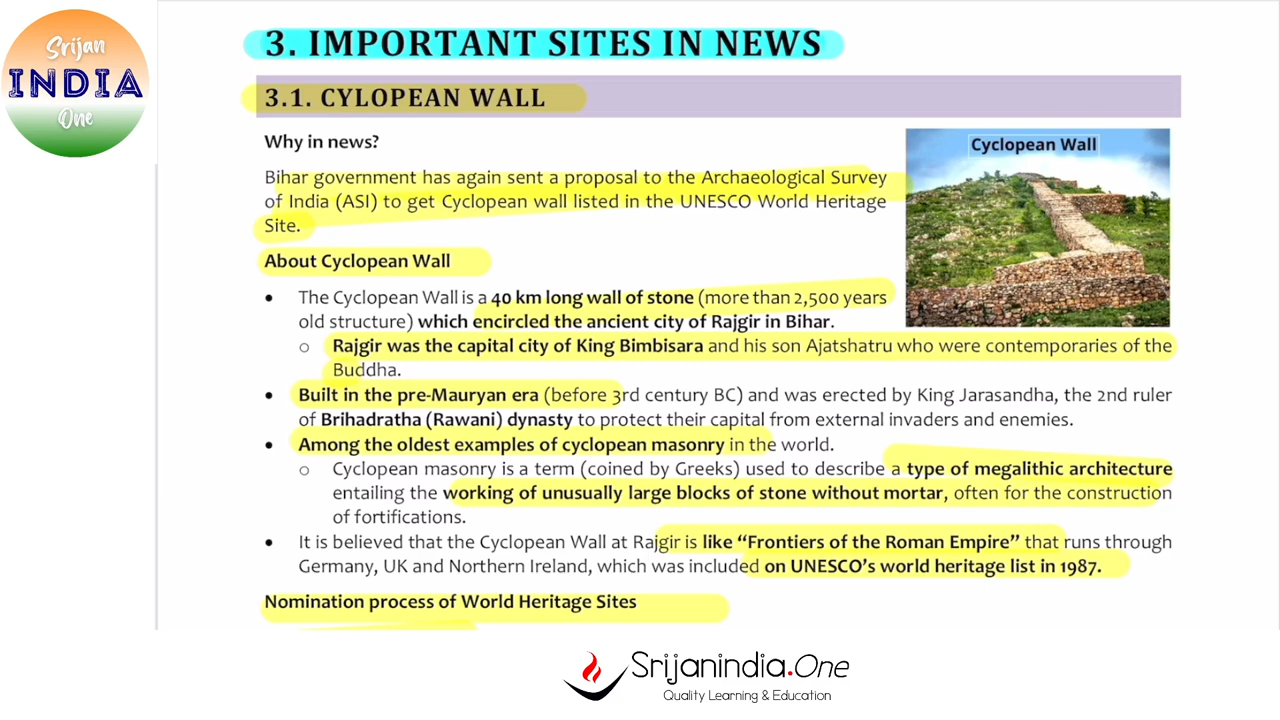 Srijan
INDIA
One
3. IMPORTANT SITES IN NEWS
3.1. CYLOPEAN WALL
Why in news?
Cyclopean Wall
Bihar government has again sent a proposal to the Archaeological Survey
of India (ASI) to get Cyclopean wall listed in the UNESCO World Heritage
Site.
About Cyclopean Wall
• The Cyclopean Wall is a 40 km long wall of stone (more than 2,500 years
old structure) which encircled the ancient city of Rajgir in Bihar.
o Rajgir was the capital city of King Bimbisara and his son Ajatshatru who were contemporaries of the
Buddha.
• Built in the pre-Mauryan era (before 3rd century BC) and was erected by King Jarasandha, the 2nd ruler
of Brihadratha (Rawani) dynasty to protect their capital from external invaders and enemies.
• Among the oldest examples of cyclopean masonry in the world.
o Cyclopean masonry is a term (coined by Greeks) used to describe a type of megalithic architecture
entailing the working of unusually large blocks of stone without mortar, often for the construction
of fortifications.
• It is believed that the Cyclopean Wall at Rajgir is like “Frontiers of the Roman Empire” that runs through
Germany, UK and Northern Ireland, which was included on UNESCO’s world heritage list in 1987.
Nomination process of World Heritage Sites
Srijanindia.One
Quality Learning & Education